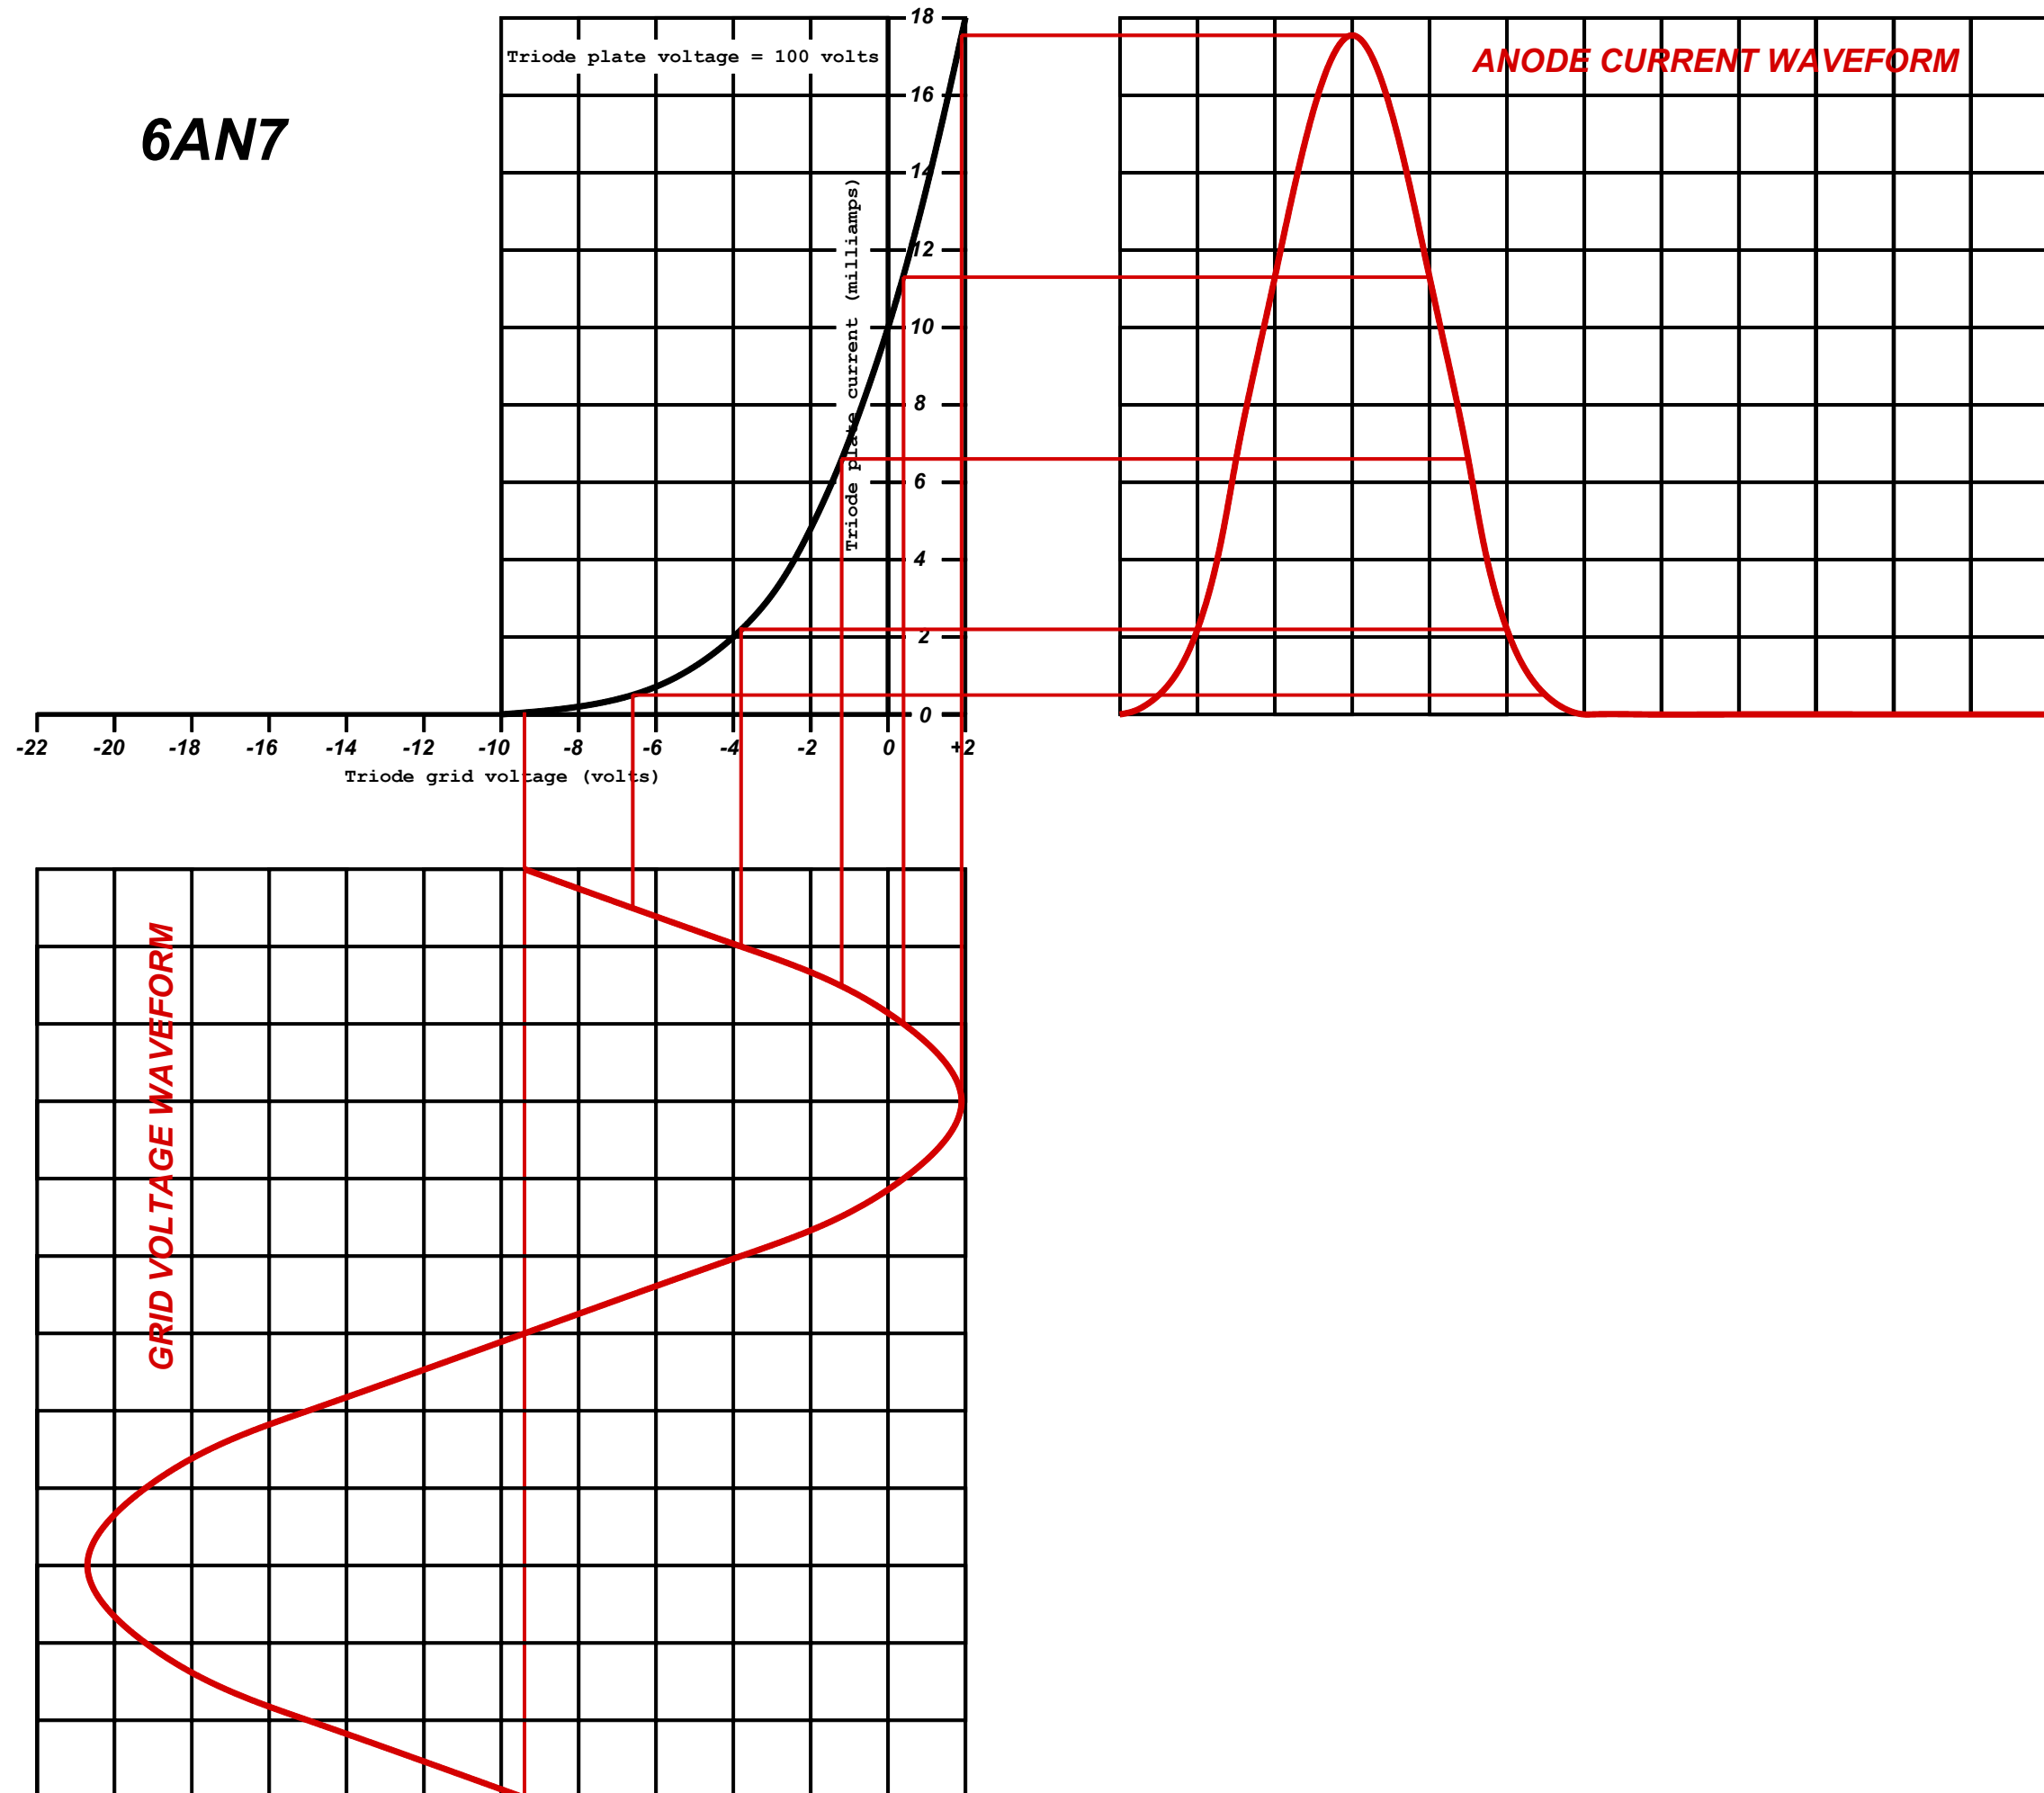 18
Triode plate voltage = 100 volts
ANODE CURRENT WAVEFORM
16
6AN7
14
Triode plate current (milliamps)
12
10
8
6
4
2
0
-22 -20 -18 -16 -14 -12 -10 -8 -6 -4 -2 0 +2
Triode grid voltage (volts)
GRID VOLTAGE WAVEFORM